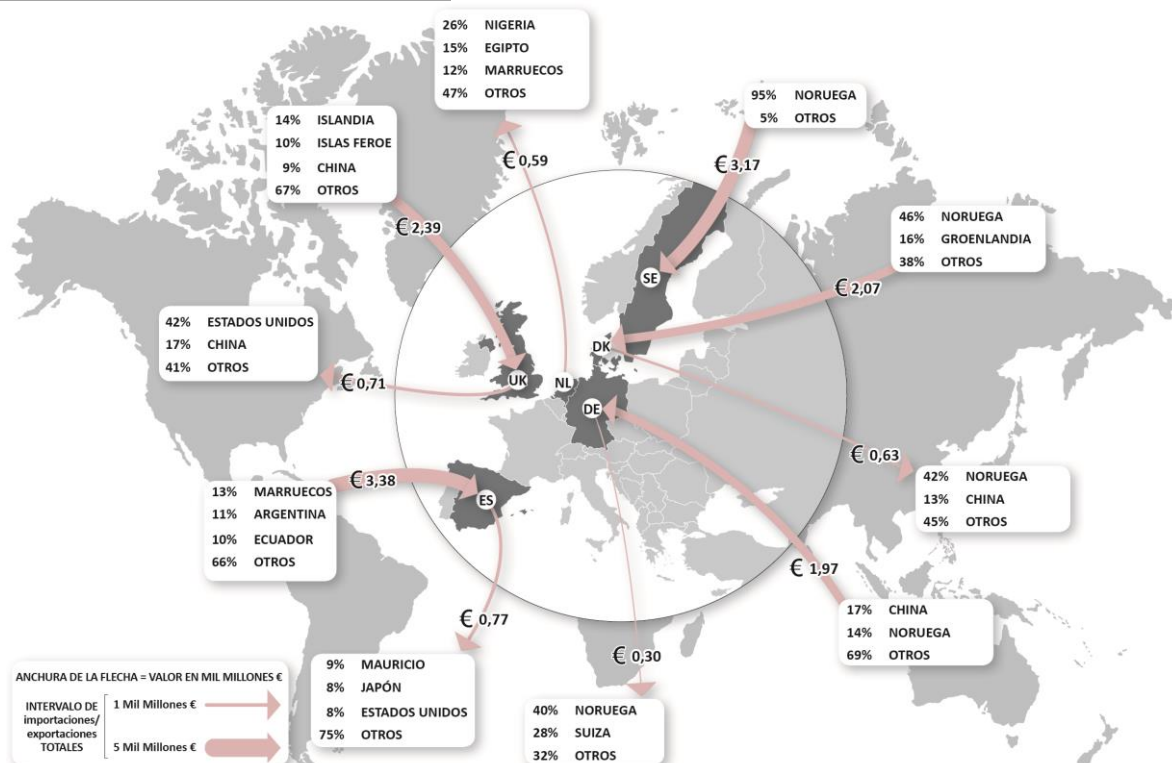 26% NIGERIA
15% EGIPTO
12% MARRUECOS
47% OTROS
95% NORUEGA
5% OTROS
14% ISLANDIA
10% ISLAS FEROE
9% CHINA
67% OTROS
€ 0,59
€ 3,17
46% NORUEGA
16% GROENLANDIA
38% OTROS
€ 2,39
SE
€ 2,07
42% ESTADOS UNIDOS
17% CHINA
41% OTROS
DK
€ 0,71
UK
NL
DE
€ 0,63
42% NORUEGA
13% CHINA
45% OTROS
€ 3,38
ES
13% MARRUECOS
11% ARGENTINA
10% ECUADOR
66% OTROS
€ 1,97
17% CHINA
14% NORUEGA
69% OTROS
€ 0,77
€ 0,30
9% MAURICIO
8% JAPÓN
8% ESTADOS UNIDOS
75% OTROS
40% NORUEGA
28% SUIZA
32% OTROS
ANCHURA DE LA FLECHA = VALOR EN MIL MILLONES €
INTERVALO DE
importaciones/
exportaciones
TOTALES
1 Mil Millones €
5 Mil Millones €